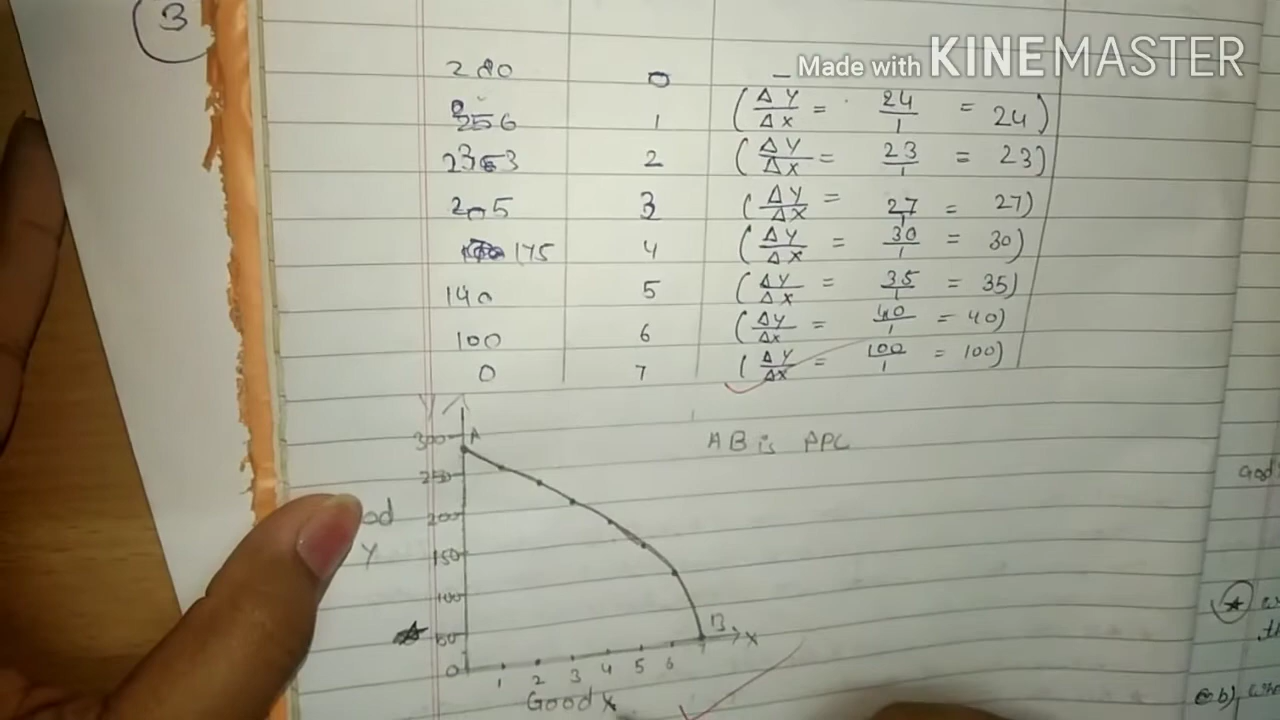 3
Made with KINEMASTER
280 0 –
256 1 (ΔY/ΔX = 24/1 = 24)
2 (ΔY/ΔX = 23/1 = 23)
205 3 (ΔY/ΔX = 27/1 = 27)
175 4 (ΔY/ΔX = 30/1 = 30)
140 5 (ΔY/ΔX = 35/1 = 35)
100 6 (ΔY/ΔX = 40/1 = 40)
0 7 (ΔY/ΔX = 100/1 = 100)
Y
300 A
AB is PPC
250
200
od
Y
150
100
50
B
X
0 1 2 3 4 5 6 7
Good X
b)